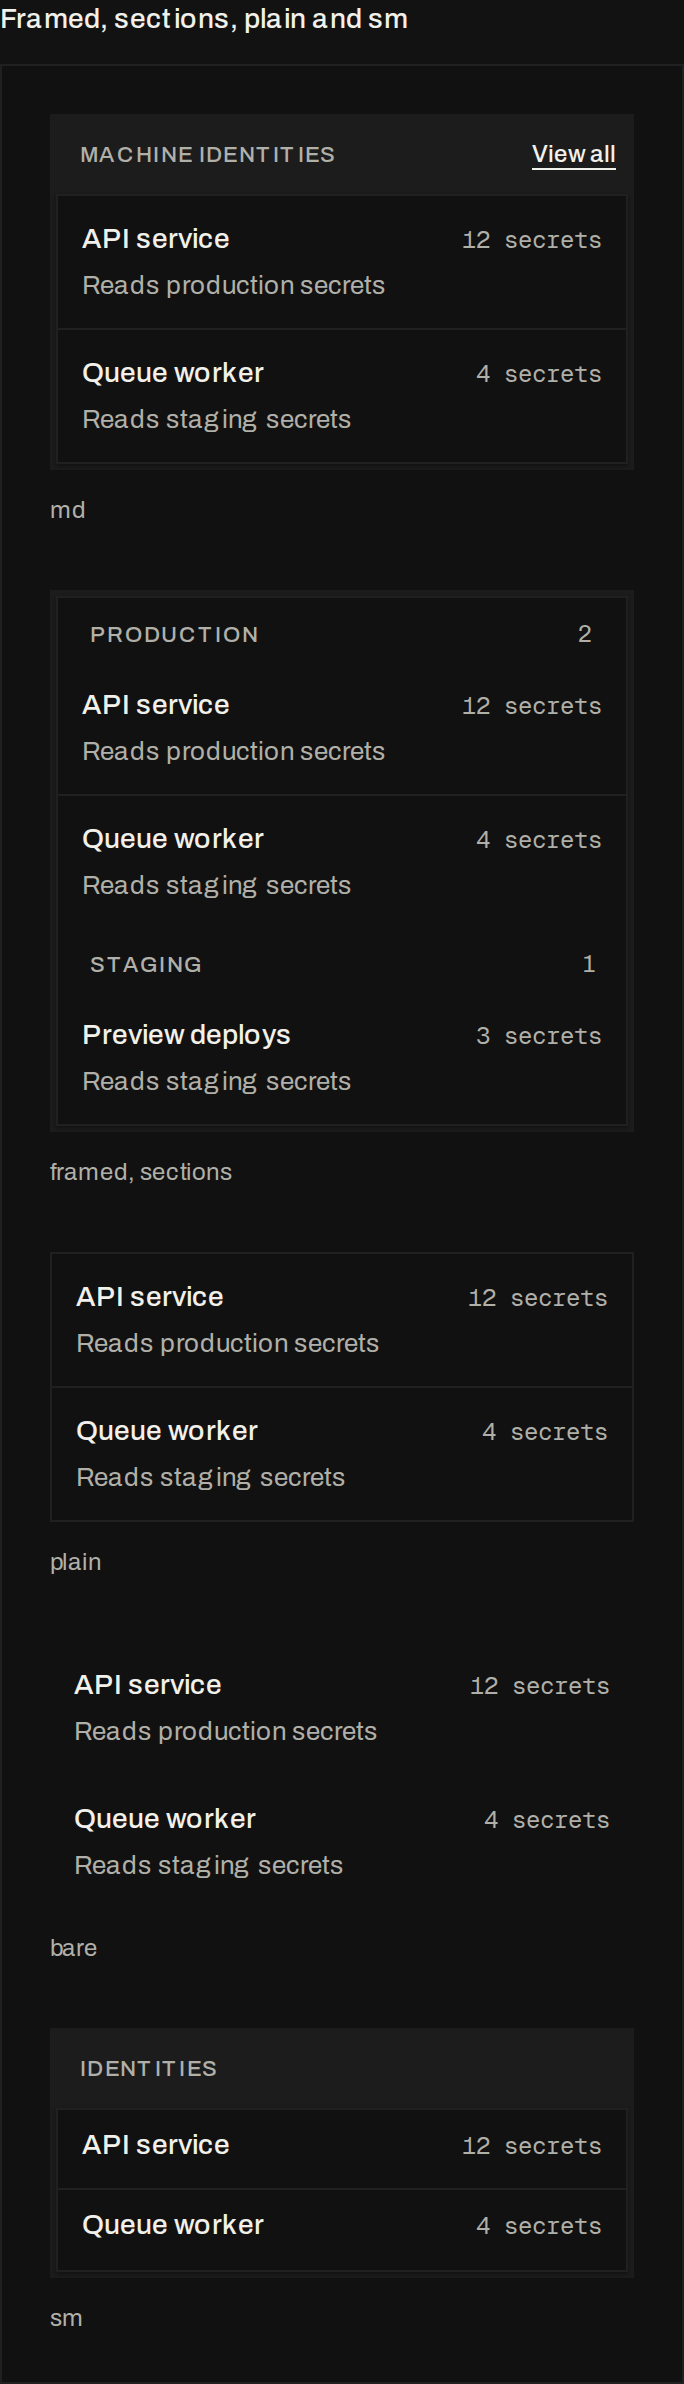 Framed, sections, plain and sm
MACHINE IDENTITIES View all
API service 12 secrets
Reads production secrets
Queue worker 4 secrets
Reads staging secrets
md
PRODUCTION 2
API service 12 secrets
Reads production secrets
Queue worker 4 secrets
Reads staging secrets
STAGING 1
Preview deploys 3 secrets
Reads staging secrets
framed, sections
API service 12 secrets
Reads production secrets
Queue worker 4 secrets
Reads staging secrets
plain
API service 12 secrets
Reads production secrets
Queue worker 4 secrets
Reads staging secrets
bare
IDENTITIES
API service 12 secrets
Queue worker 4 secrets
sm